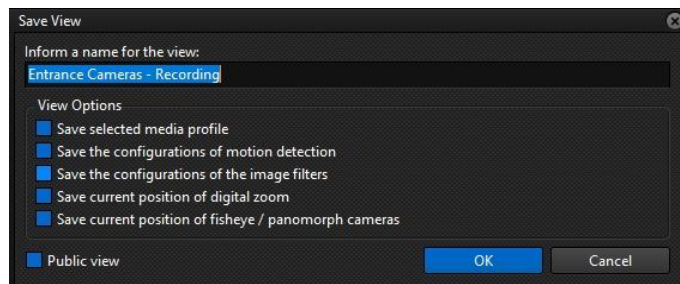 Save View
Inform a name for the view:
Entrance Cameras - Recording
View Options
Save selected media profile
Save the configurations of motion detection
Save the configurations of the image filters
Save current position of digital zoom
Save current position of fisheye / panomorph cameras
Public view
OK
Cancel